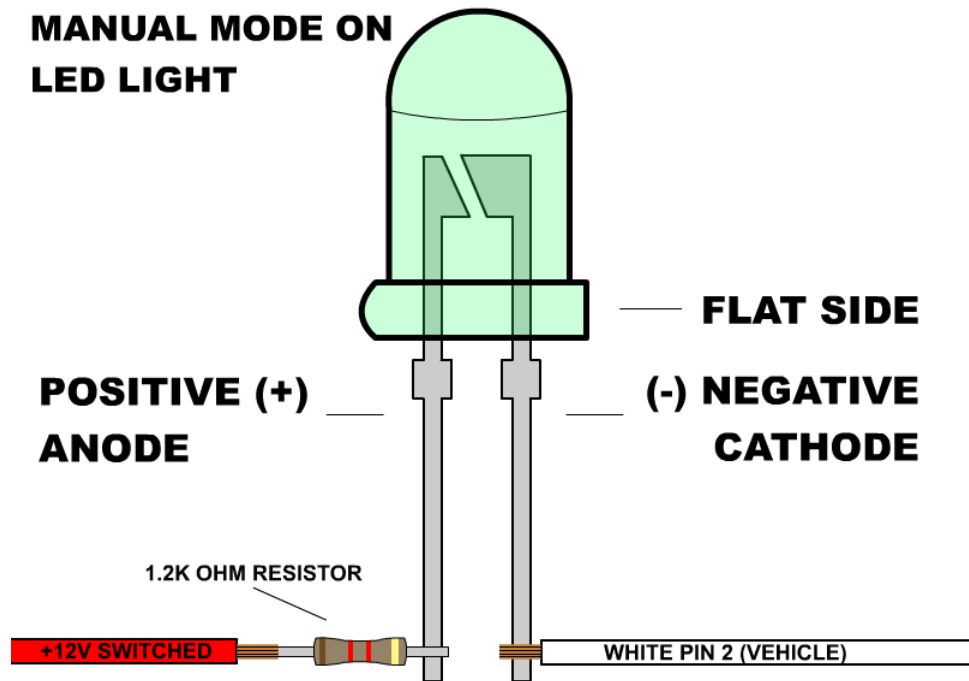 MANUAL MODE ON
LED LIGHT
FLAT SIDE
POSITIVE (+)
ANODE
(-) NEGATIVE
CATHODE
1.2K OHM RESISTOR
+12V SWITCHED
WHITE PIN 2 (VEHICLE)